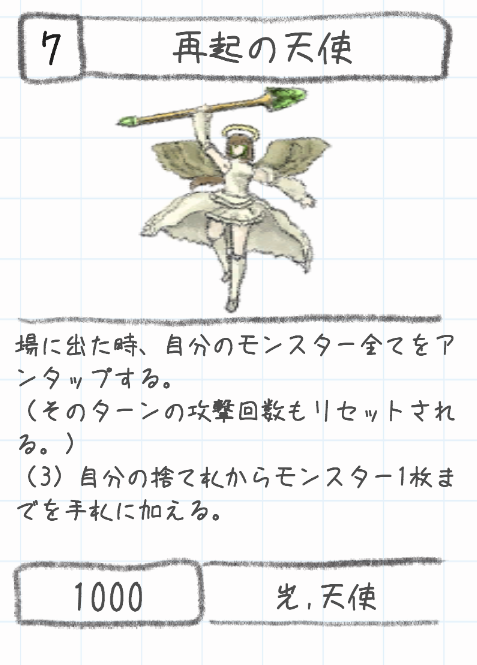 7
再起の天使
場に出た時、自分のモンスター全てをア
ンタップする。
（そのターンの攻撃回数もリセットされ
る。）
（3）自分の捨て札からモンスター1枚ま
でを手札に加える。
1000
光,天使